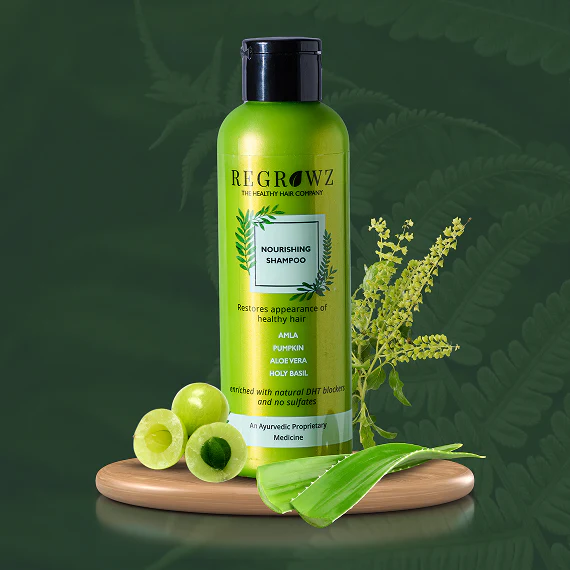 REGROWZ
THE HEALTHY HAIR COMPANY
NOURISHING
SHAMPOO
Restores appearance of
healthy hair
AMLA
PUMPKIN
ALOE VERA
HOLY BASIL
enriched with natural DHT blockers
and no sulfates
An Ayurvedic Proprietary
Medicine